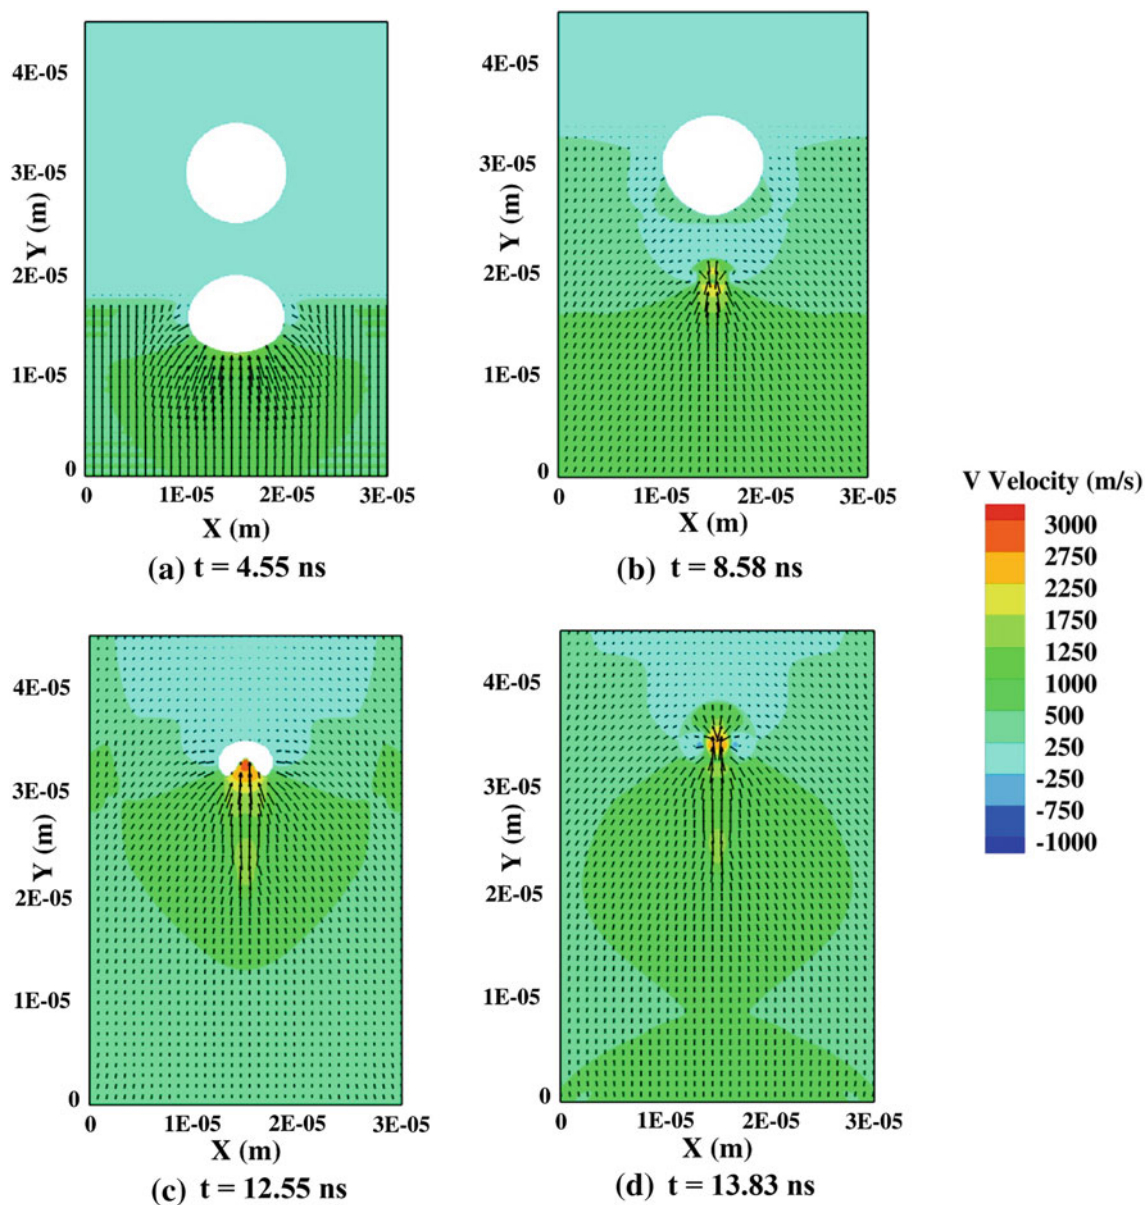 4E-05
3E-05
2E-05
1E-05
0
Y (m)
0 1E-05 2E-05 3E-05
X (m)
(a) t = 4.55 ns
4E-05
3E-05
2E-05
1E-05
0
Y (m)
0 1E-05 2E-05 3E-05
X (m)
(b) t = 8.58 ns
V Velocity (m/s)
3000
2750
2250
1750
1250
1000
500
250
-250
-750
-1000
4E-05
3E-05
2E-05
1E-05
0
Y (m)
0 1E-05 2E-05 3E-05
X (m)
(c) t = 12.55 ns
4E-05
3E-05
2E-05
1E-05
0
Y (m)
0 1E-05 2E-05 3E-05
X (m)
(d) t = 13.83 ns